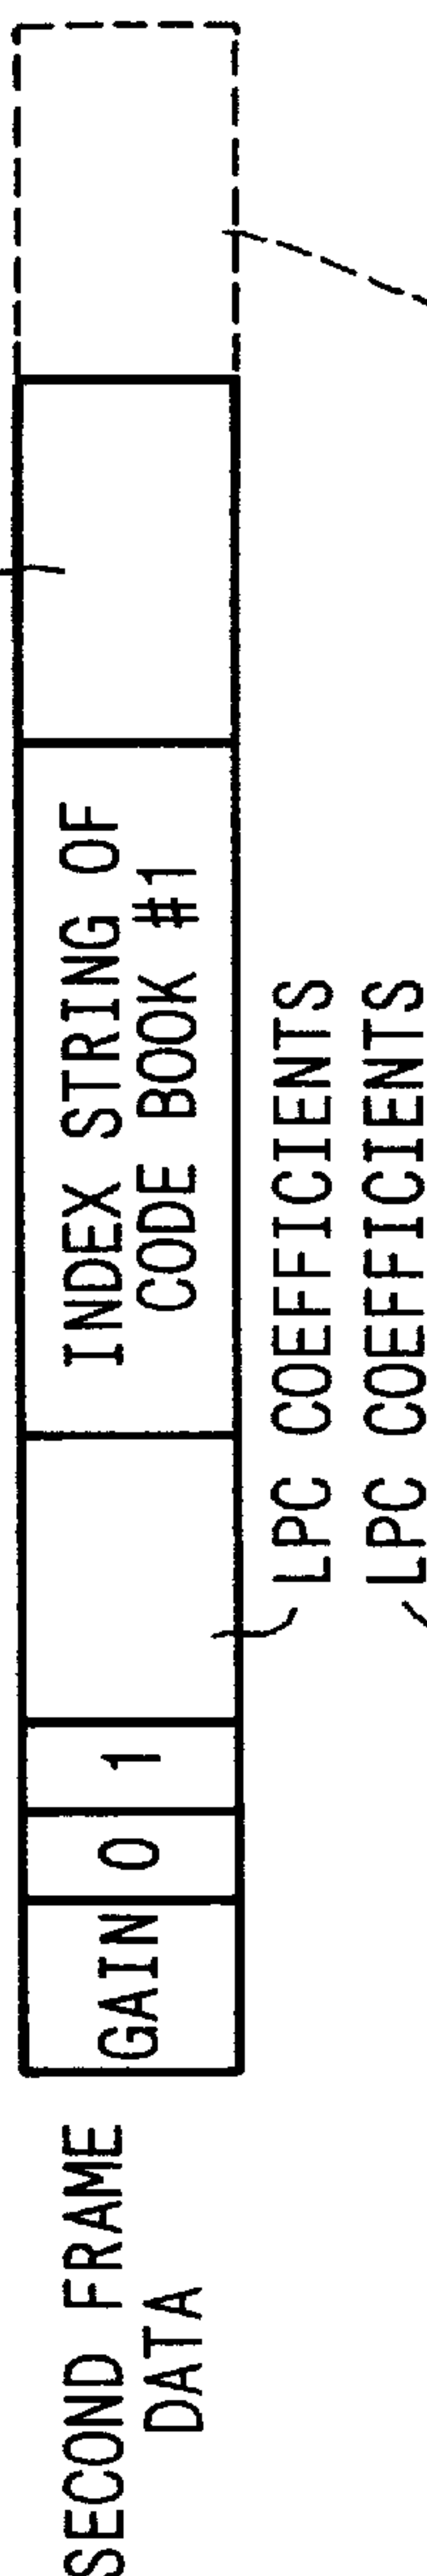 SECOND FRAME
DATA
GAIN
0
1
INDEX STRING OF
CODE BOOK #1
LPC COEFFICIENTS
LPC COEFFICIENTS